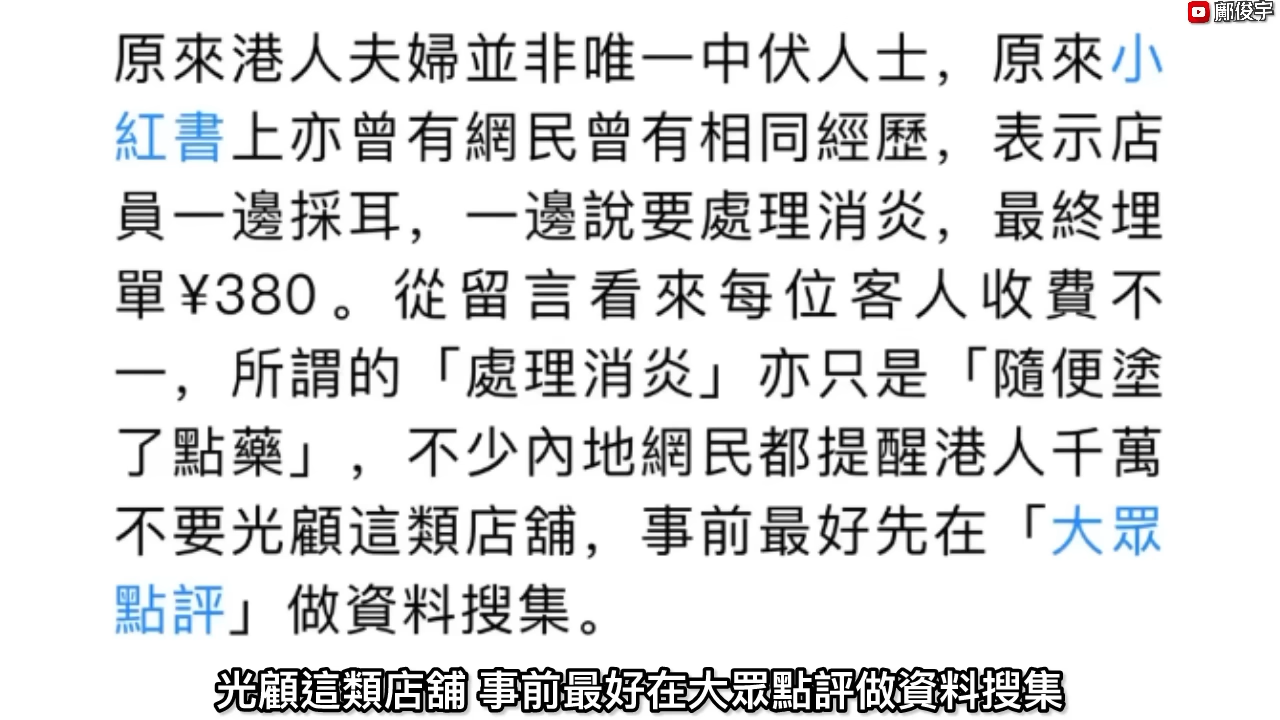 鄺俊宇
原來港人夫婦並非唯一中伏人士，原來小
紅書上亦曾有網民曾有相同經歷，表示店
員一邊採耳，一邊說要處理消炎，最終埋
單¥380。從留言看來每位客人收費不
一，所謂的「處理消炎」亦只是「隨便塗
了點藥」，不少內地網民都提醒港人千萬
不要光顧這類店舖，事前最好先在「大眾
點評」做資料搜集。
光顧這類店舖 事前最好在大眾點評做資料搜集